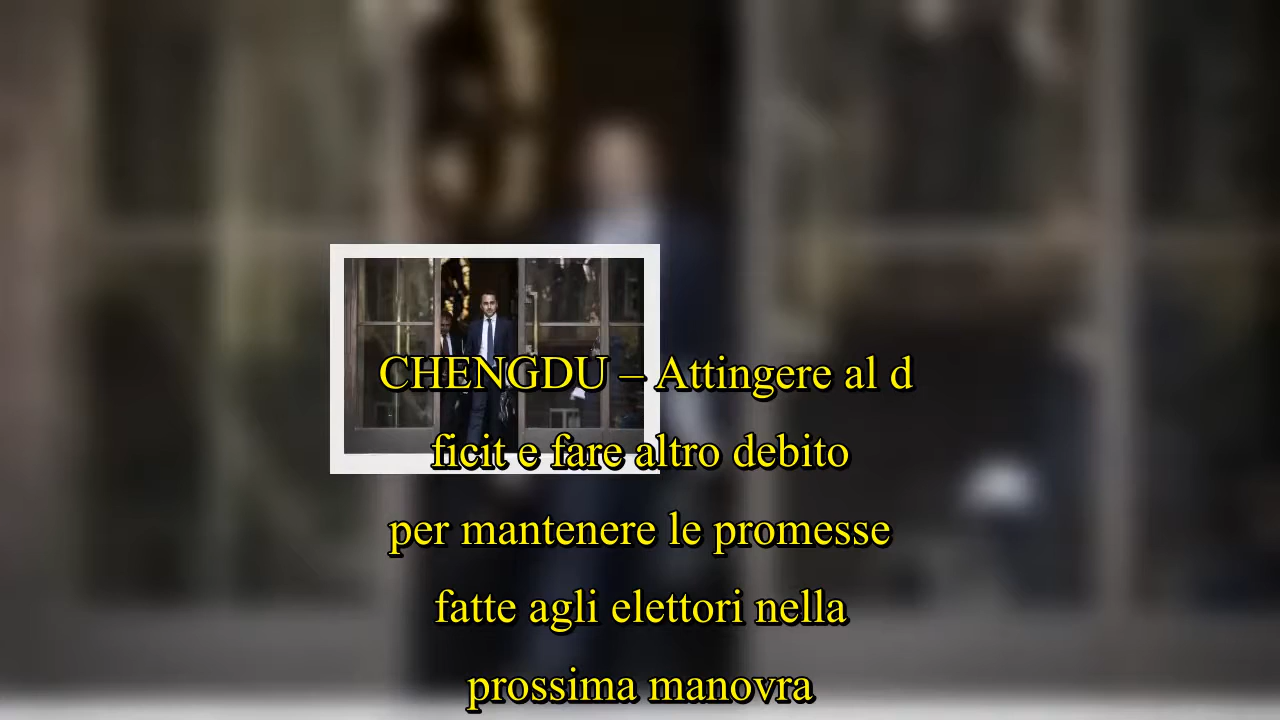 CHENGDU – Attingere al d
ficit e fare altro debito
per mantenere le promesse
fatte agli elettori nella
prossima manovra